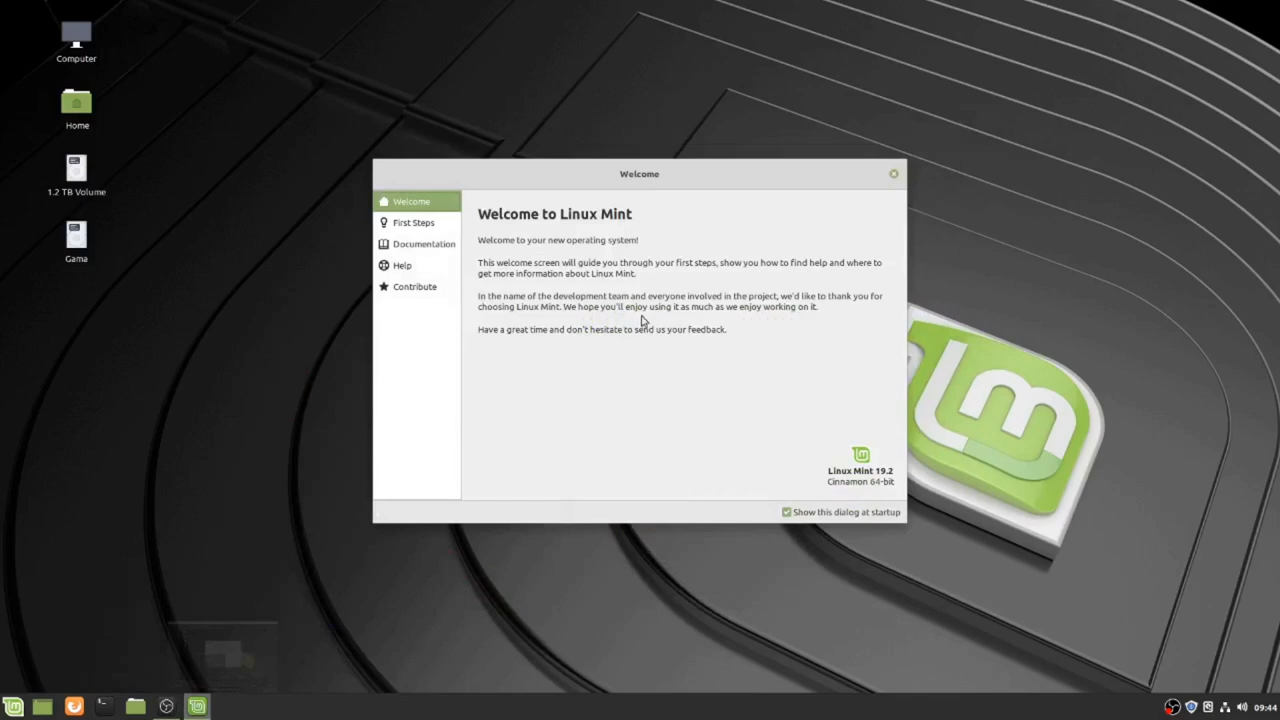 Computer
Home
1.2 TB Volume
Gama
Welcome
Welcome
First Steps
Documentation
Help
Contribute
Welcome to Linux Mint
Welcome to your new operating system!
This welcome screen will guide you through your first steps, show you how to find help and where to
get more information about Linux Mint.
In the name of the development team and everyone involved in the project, we'd like to thank you for
choosing Linux Mint. We hope you'll enjoy using it as much as we enjoy working on it.
Have a great time and don't hesitate to send us your feedback.
Linux Mint 19.2
Cinnamon 64-bit
Show this dialog at startup
09:44